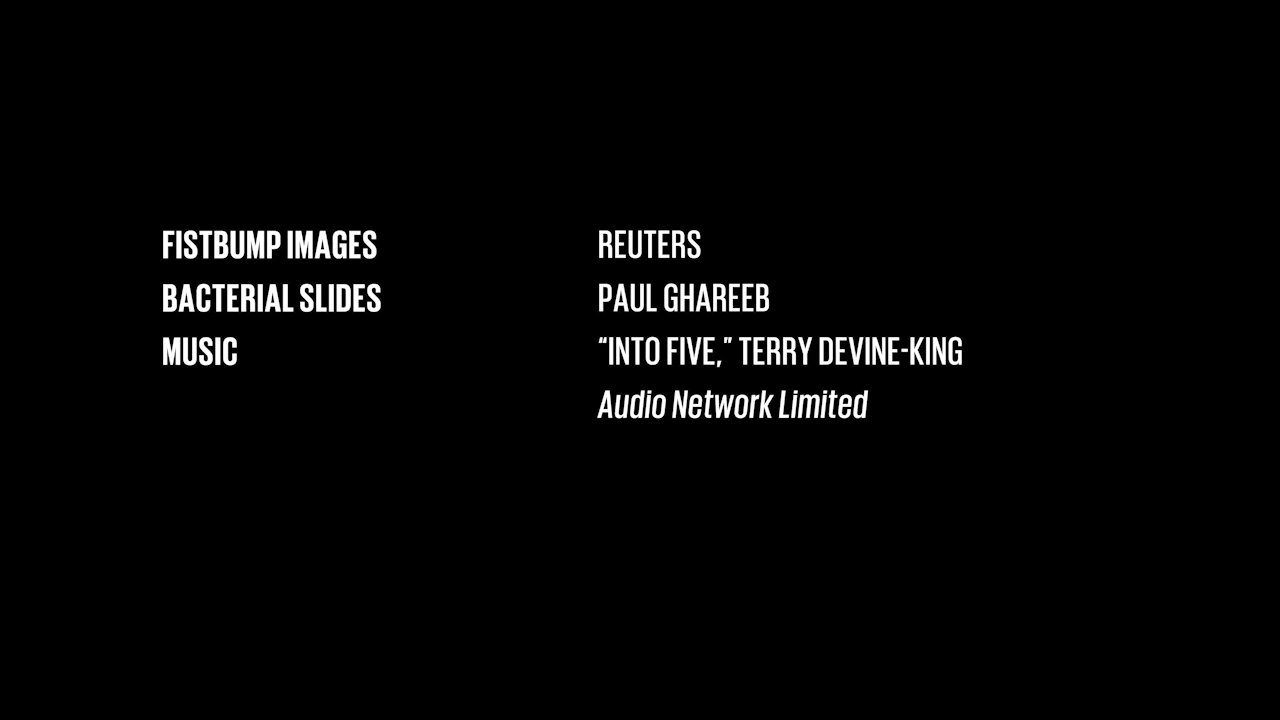 FISTBUMP IMAGES REUTERS
BACTERIAL SLIDES PAUL GHAREEB
MUSIC “INTO FIVE,” TERRY DEVINE-KING
Audio Network Limited